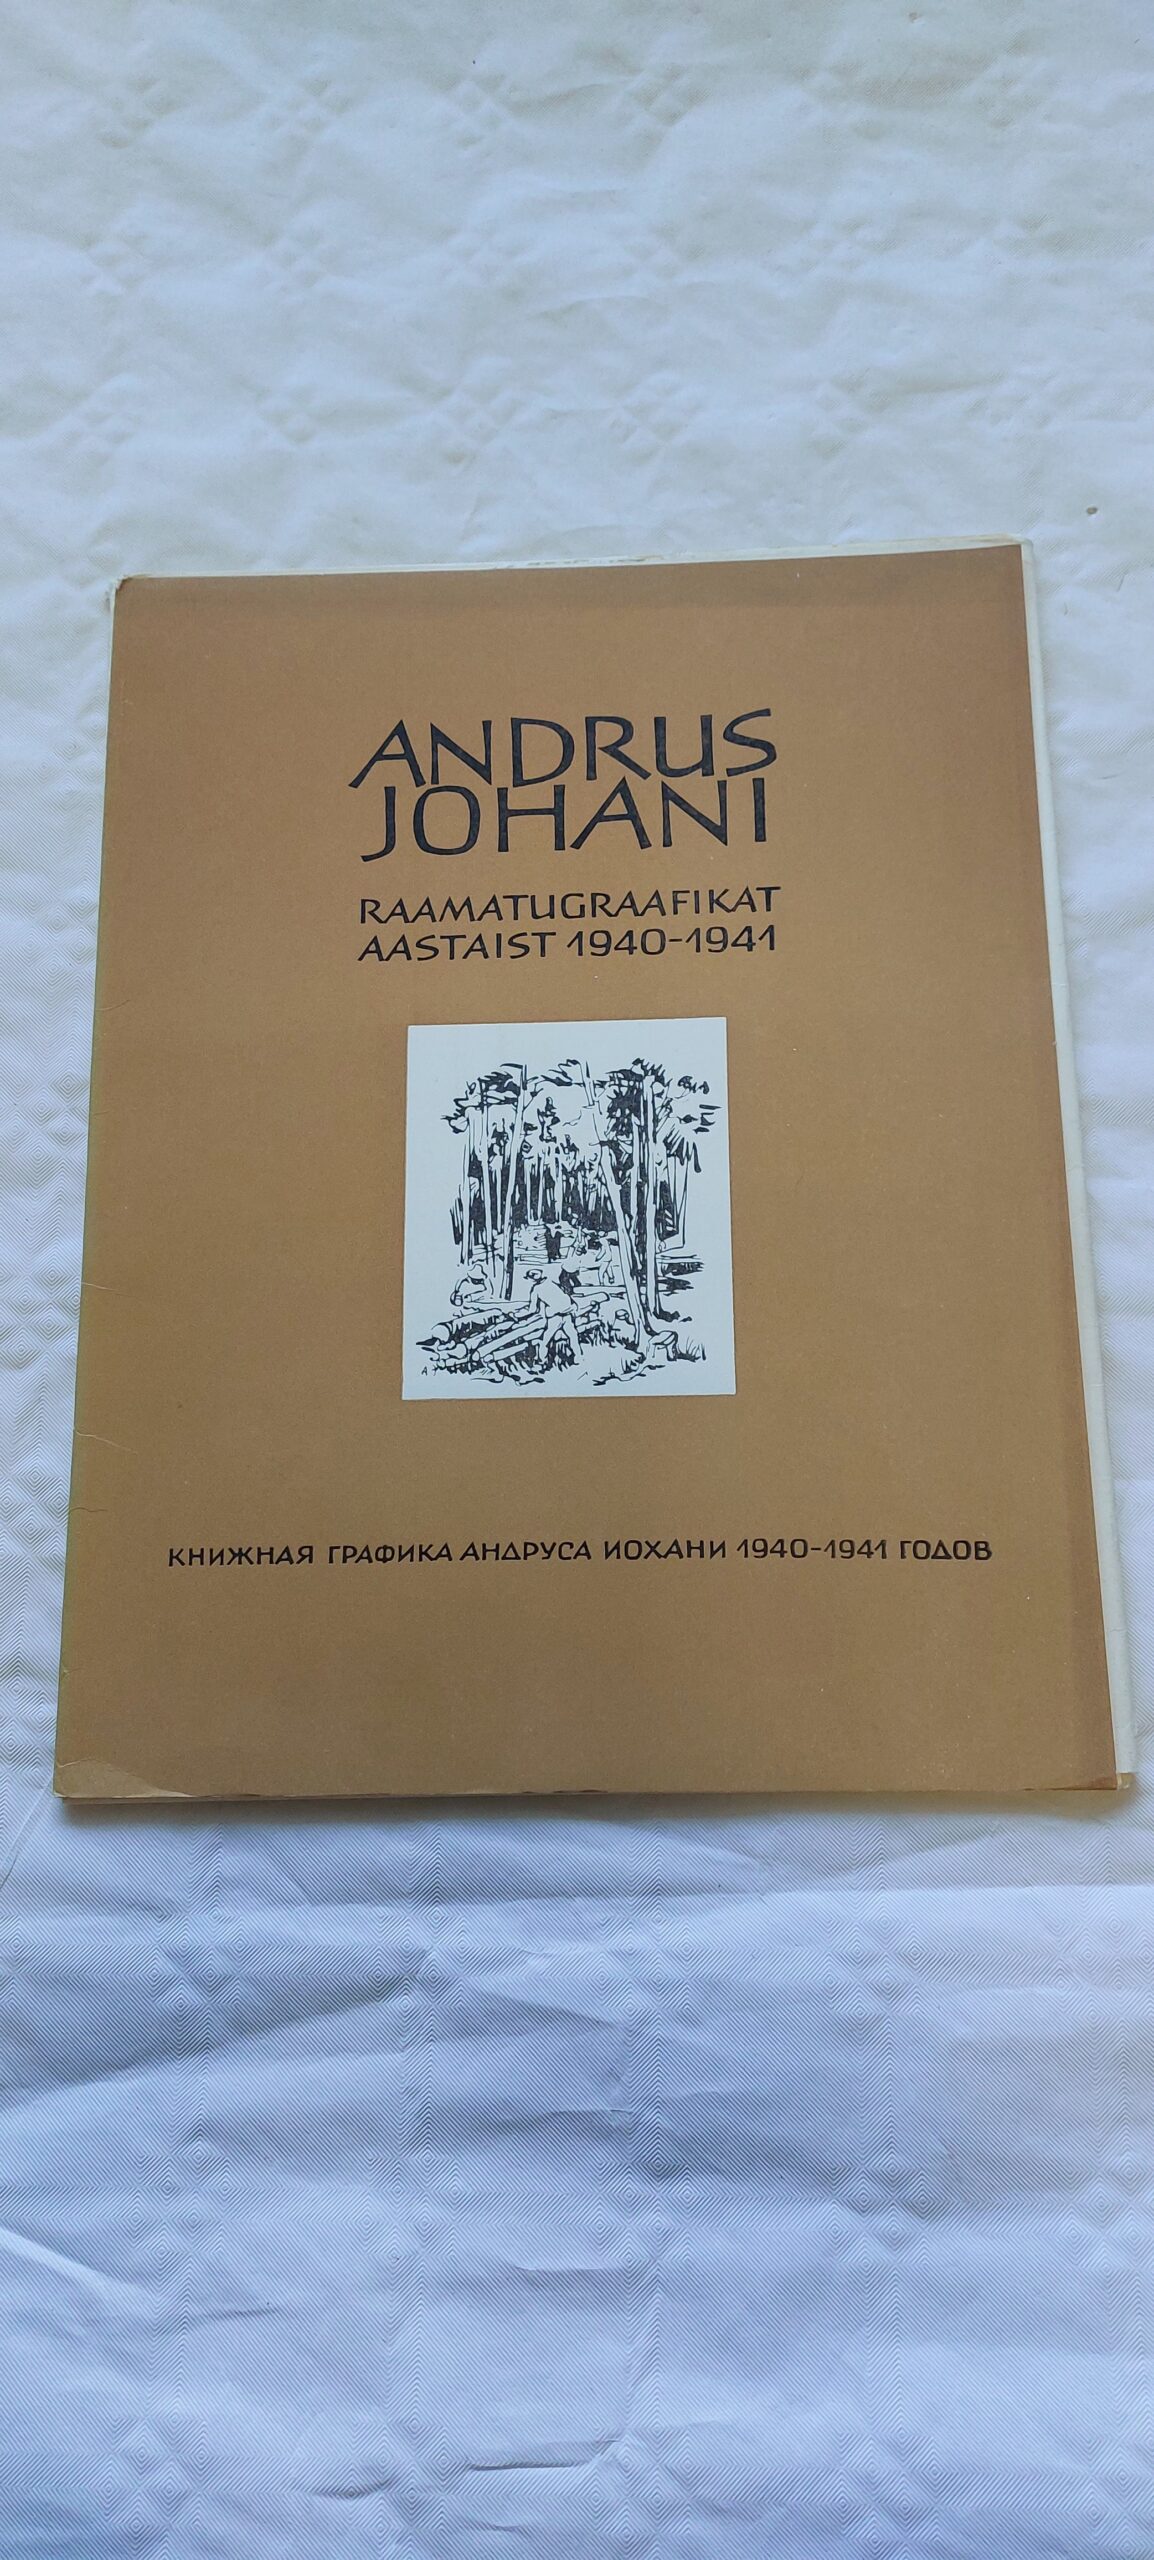 ANDRUS
JOHANI
RAAMATUGRAAFIKAT
AASTAIST 1940-1941
КНИЖНАЯ ГРАФИКА АНДРУСА ИОХАНИ 1940-1941 ГОДОВ